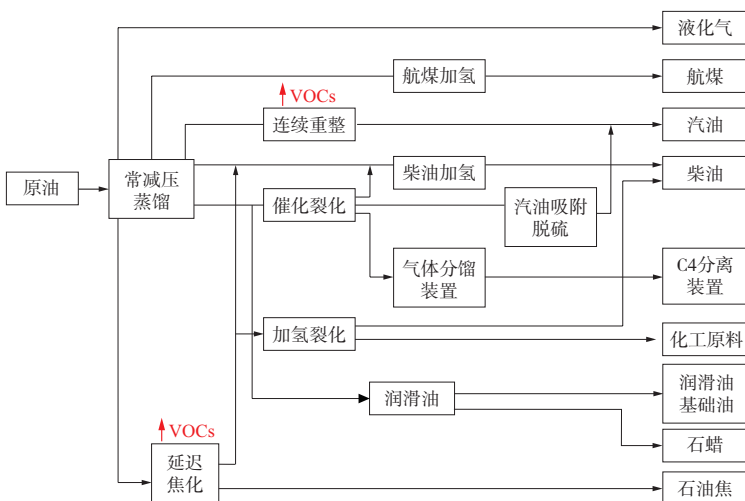 液化气
航煤加氢
航煤
VOCs
连续重整
汽油
原油
常减压
蒸馏
柴油加氢
柴油
催化裂化
汽油吸附
脱硫
气体分馏
装置
C4分离
装置
加氢裂化
化工原料
润滑油
润滑油
基础油
VOCs
石蜡
延迟
焦化
石油焦